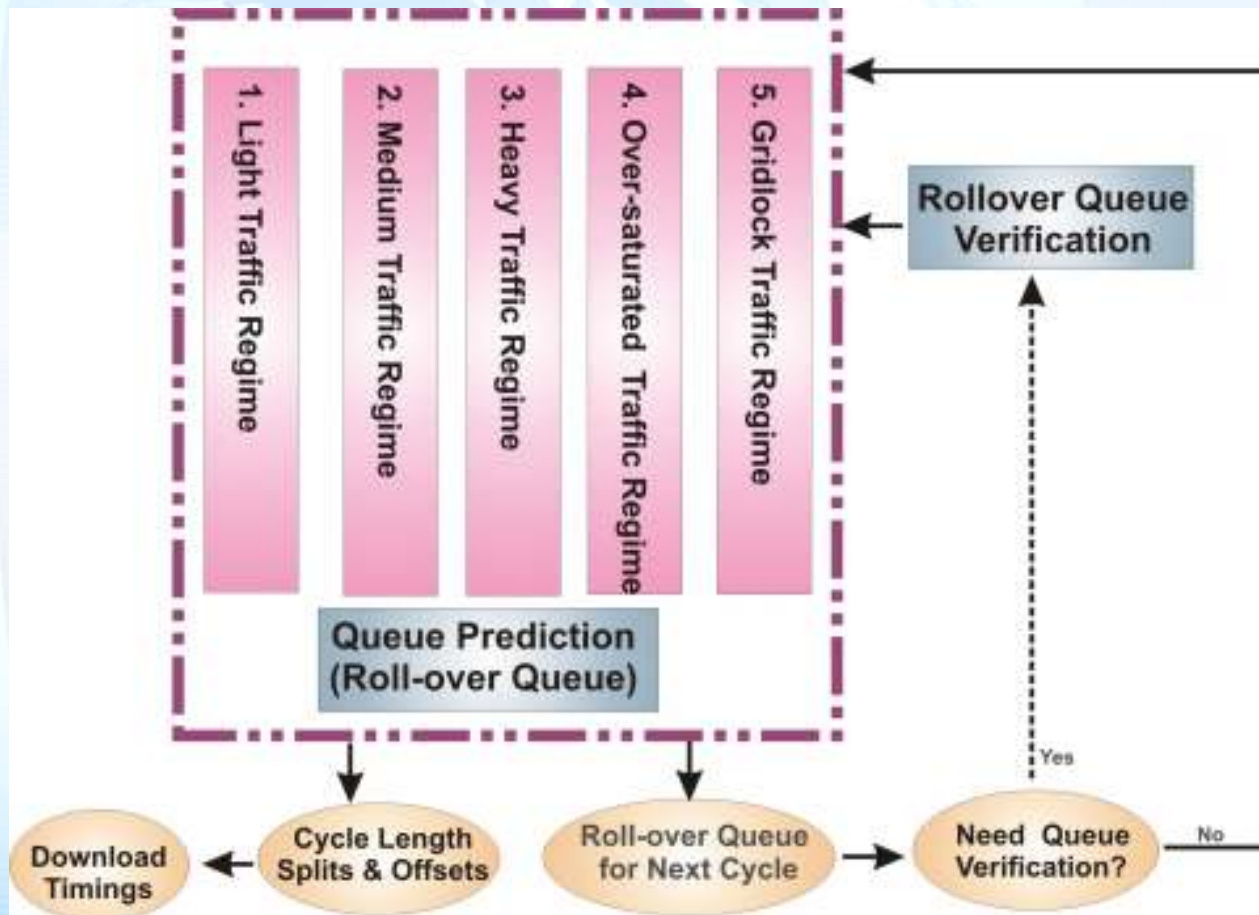 1. Light Traffic Regime
2. Medium Traffic Regime
3. Heavy Traffic Regime
4. Over-saturated Traffic Regime
5. Gridlock Traffic Regime
Queue Prediction
(Roll-over Queue)
Rollover Queue
Verification
Yes
Download
Timings
Cycle Length
Splits & Offsets
Roll-over Queue
for Next Cycle
Need Queue
Verification?
No